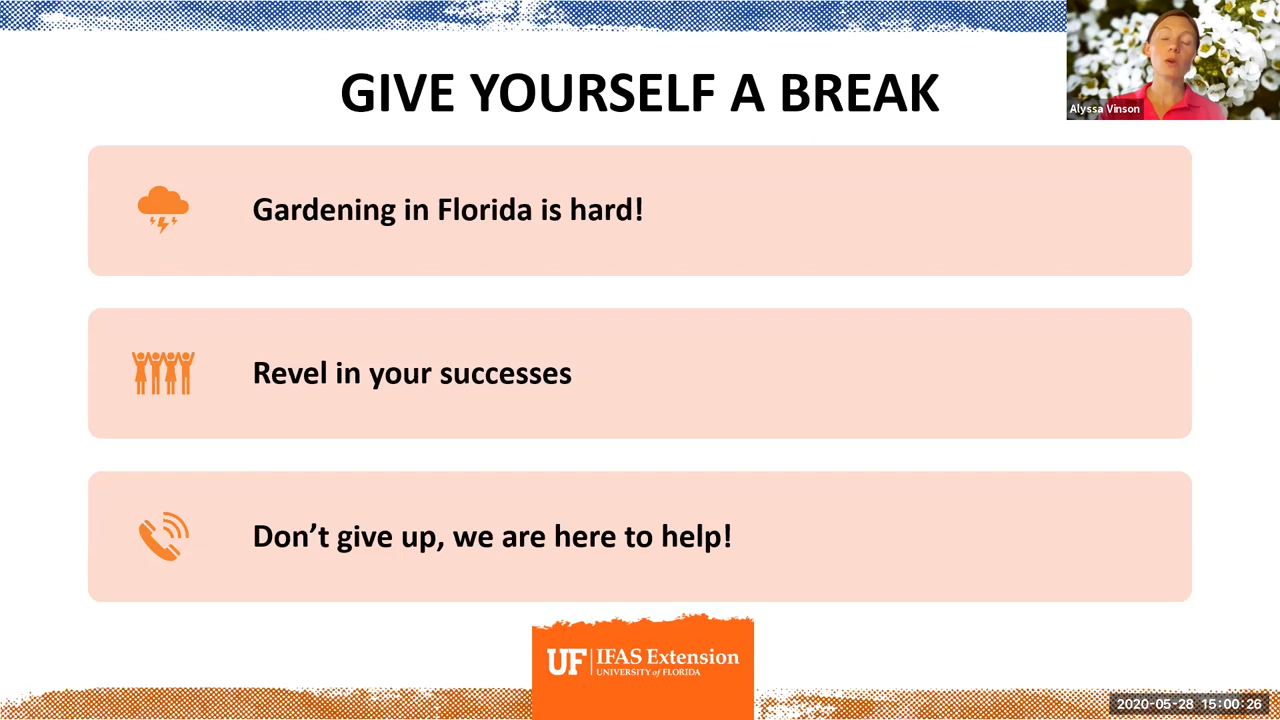 GIVE YOURSELF A BREAK
Alyssa Vinson
Gardening in Florida is hard!
Revel in your successes
Don’t give up, we are here to help!
UF IFAS Extension
UNIVERSITY of FLORIDA
2020-05-28 15:00:26